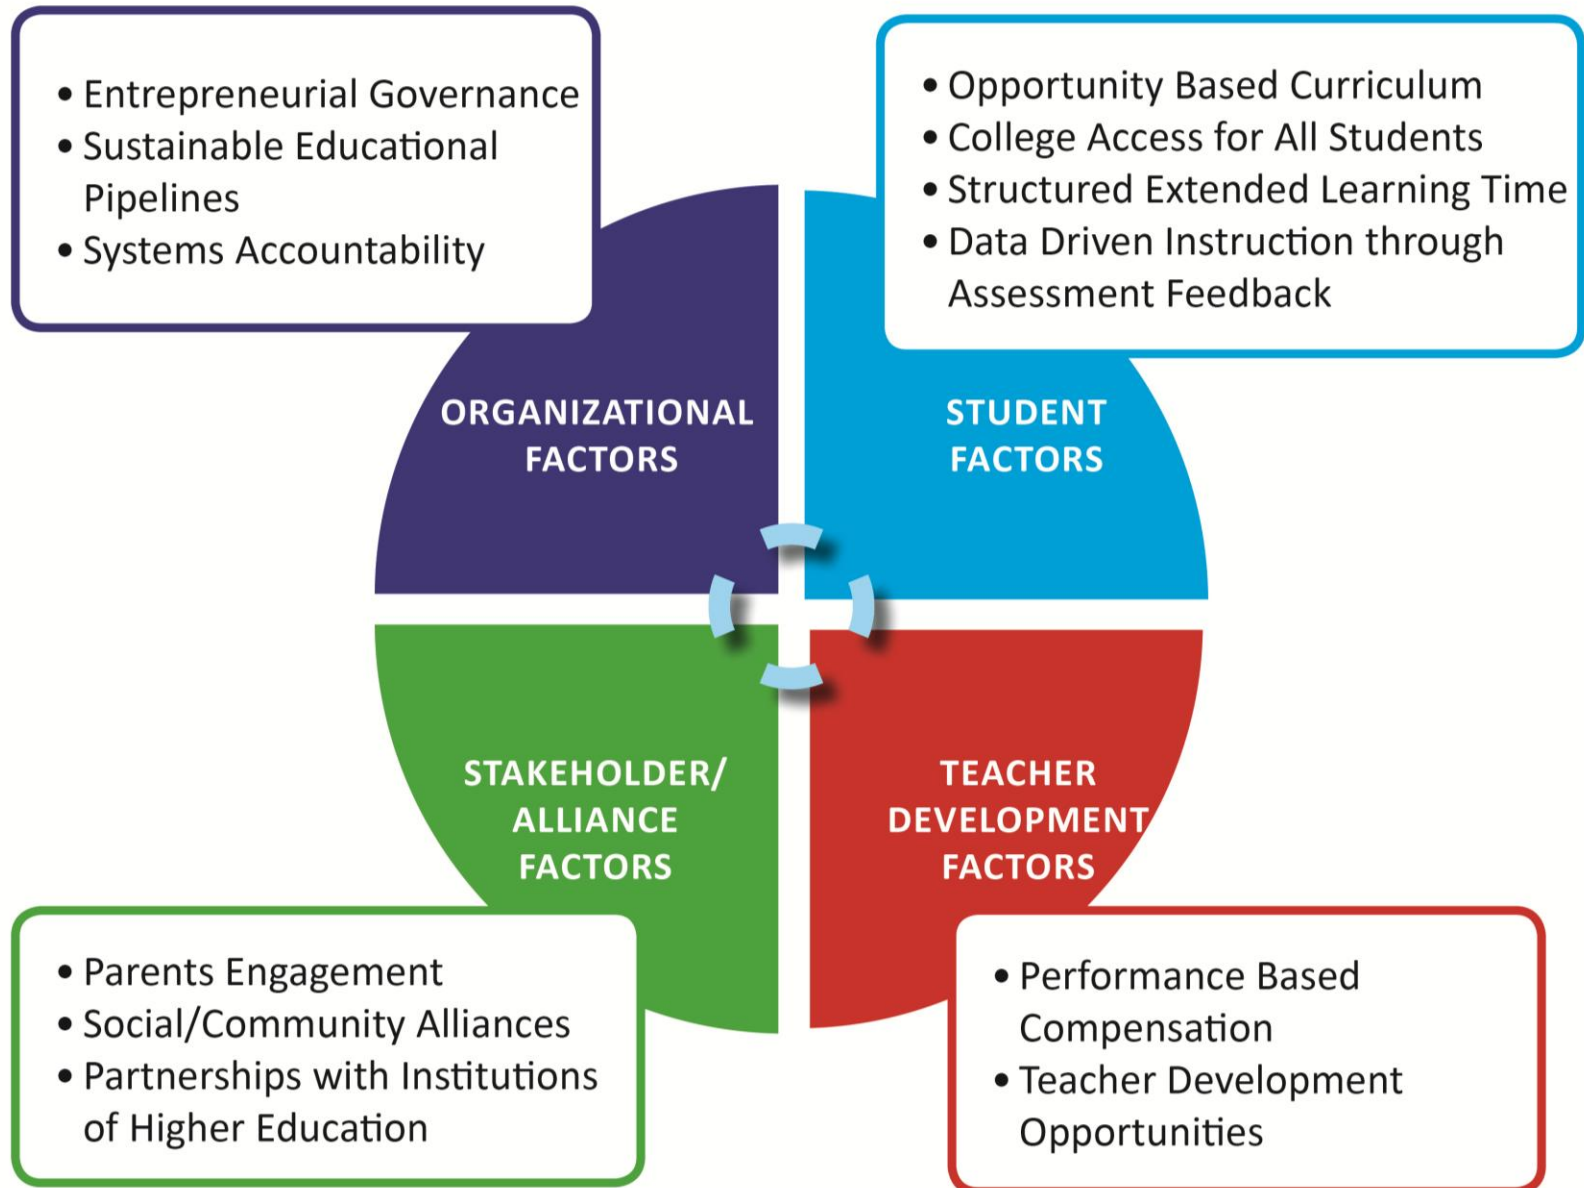 • Entrepreneurial Governance
• Sustainable Educational
Pipelines
• Systems Accountability
• Opportunity Based Curriculum
• College Access for All Students
• Structured Extended Learning Time
• Data Driven Instruction through
Assessment Feedback
ORGANIZATIONAL
FACTORS
STUDENT
FACTORS
STAKEHOLDER/
ALLIANCE
FACTORS
TEACHER
DEVELOPMENT
FACTORS
• Parents Engagement
• Social/Community Alliances
• Partnerships with Institutions
of Higher Education
• Performance Based
Compensation
• Teacher Development
Opportunities